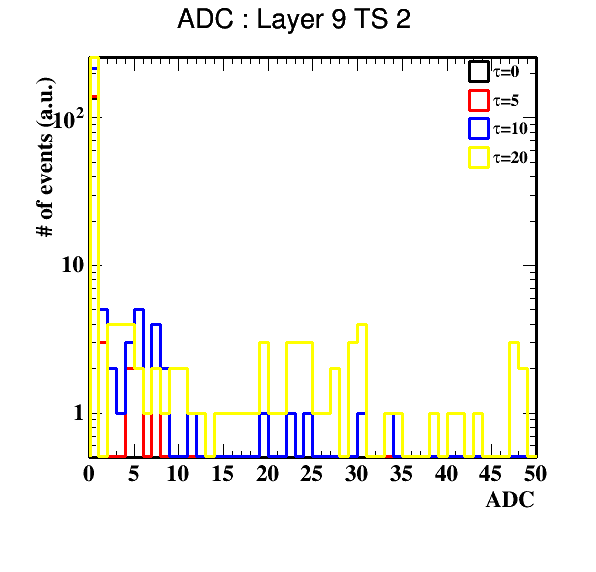 ADC : Layer 9 TS 2
# of events (a.u.)
10²
10
1
τ=0
τ=5
τ=10
τ=20
0 5 10 15 20 25 30 35 40 45 50
ADC